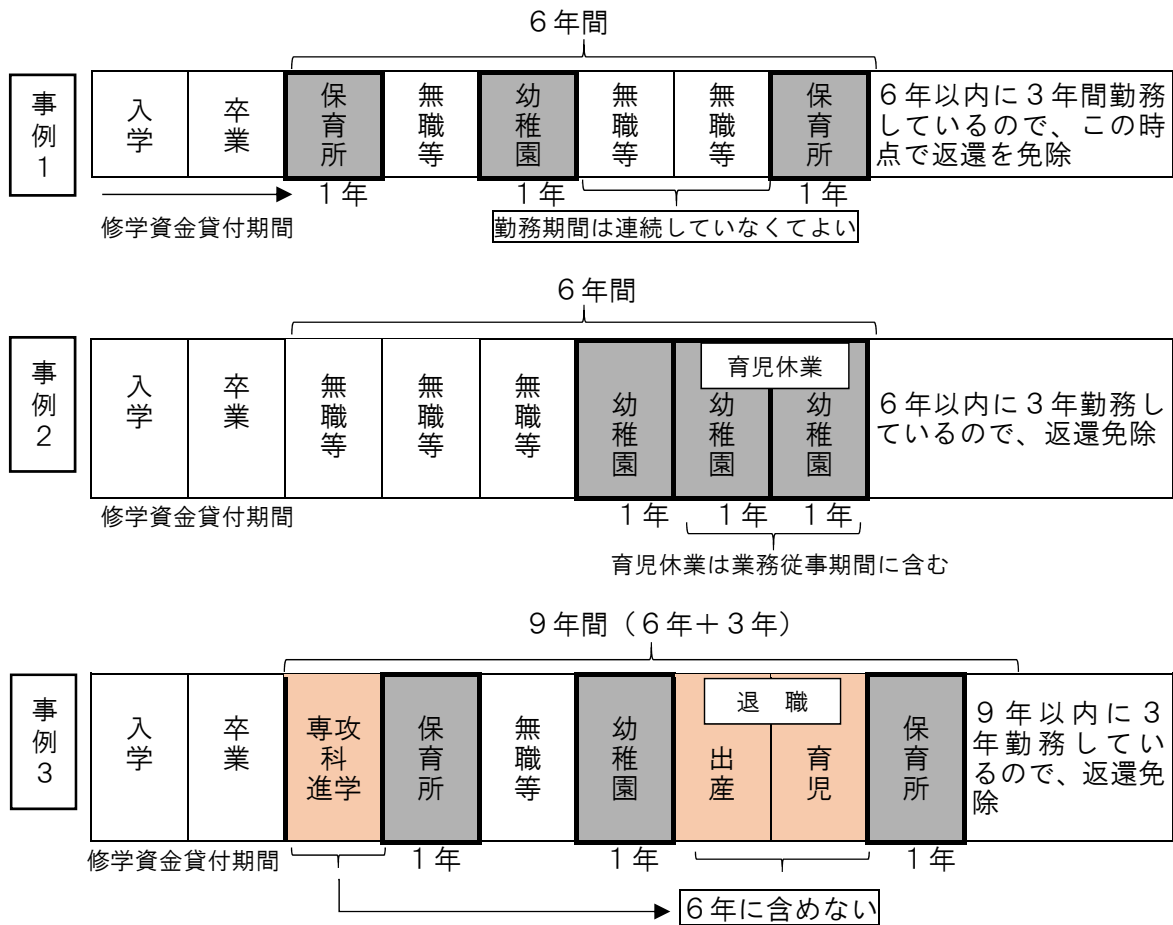 6年間
事例1
入学
卒業
保育所
無職等
幼稚園
無職等
無職等
保育所
6年以内に3年間勤務
しているので、この時
点で返還を免除
1年
1年
1年
修学資金貸付期間
勤務期間は連続していなくてよい
6年間
事例2
入学
卒業
無職等
無職等
無職等
幼稚園
育児休業
幼稚園
幼稚園
6年以内に3年勤務し
ているので、返還免除
修学資金貸付期間
1年
1年
1年
育児休業は業務従事期間に含む
9年間(6年+3年)
事例3
入学
卒業
専攻
科
進学
保育所
無職等
幼稚園
退 職
出産
育児
保育所
9年以内に3
年勤務してい
るので、返還免
除
修学資金貸付期間
1年
1年
1年
6年に含めない